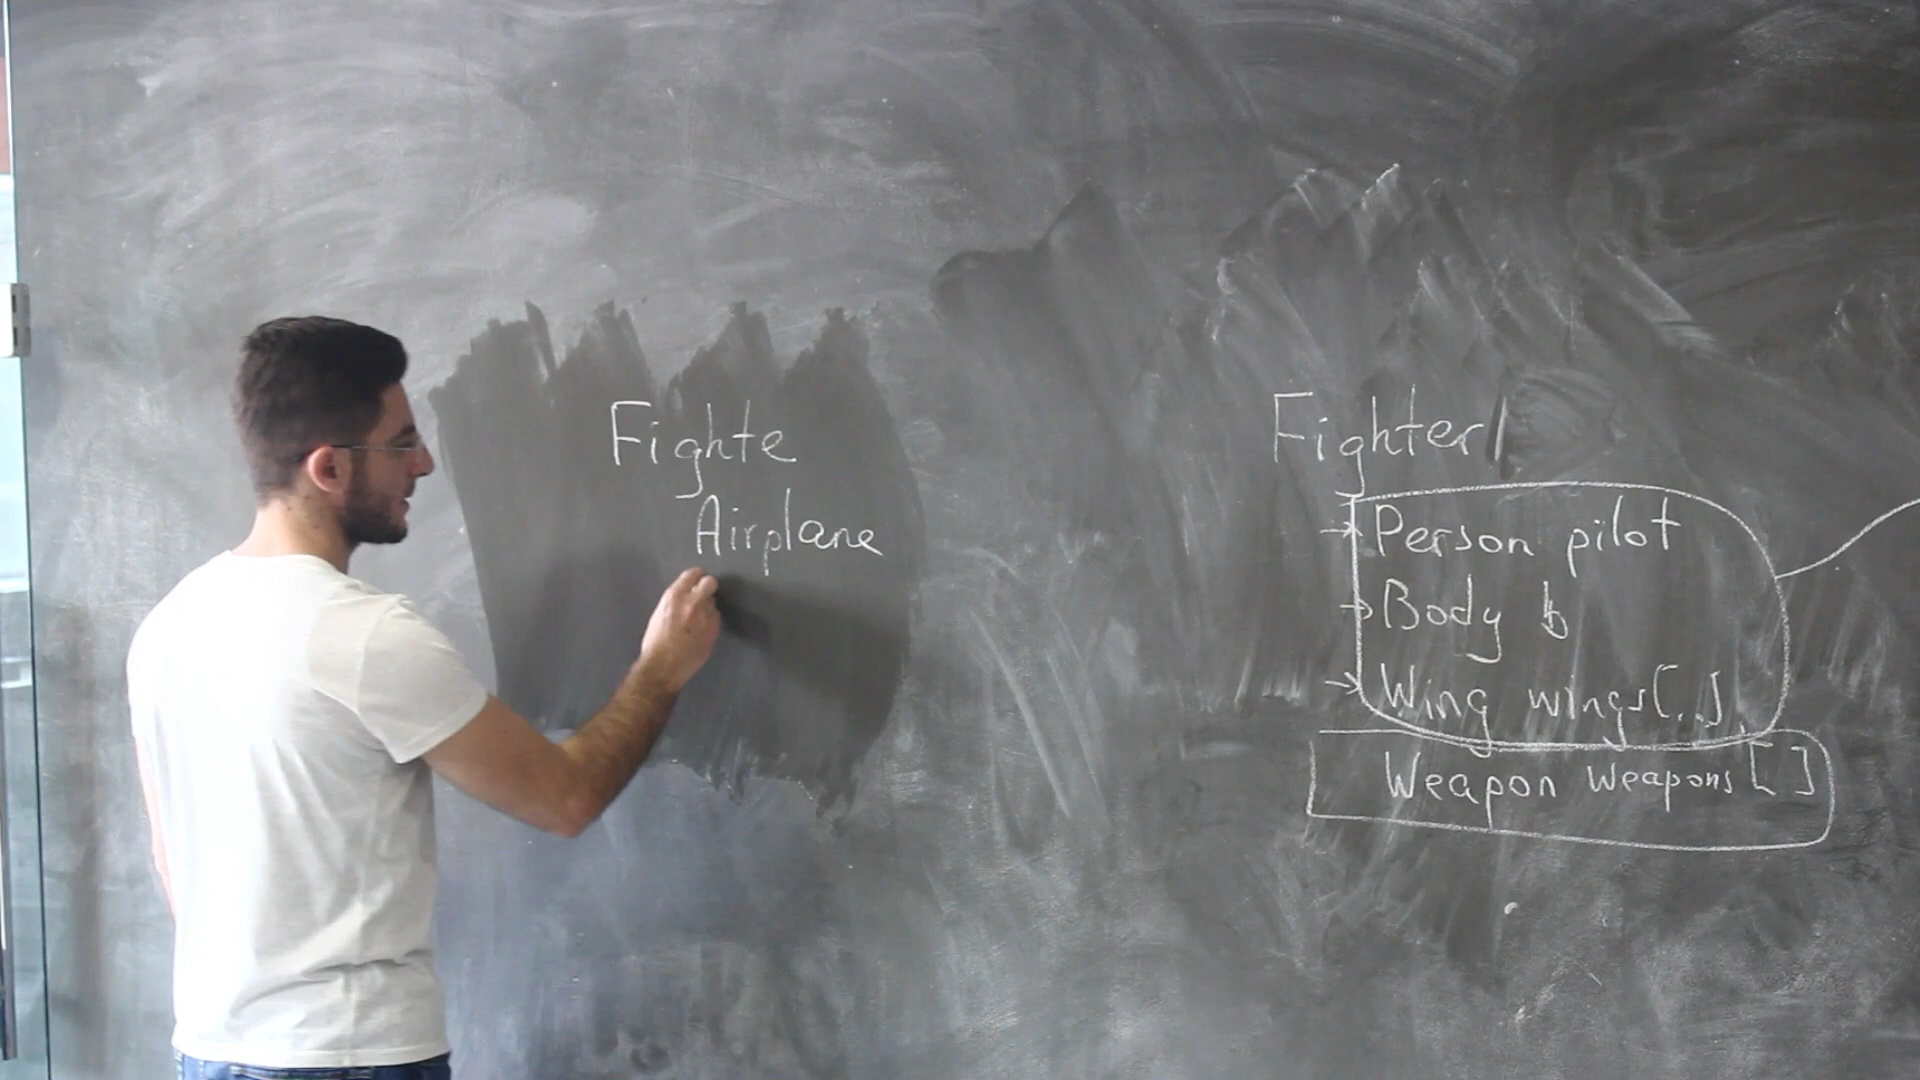 Fighte
Airplane
Fighter
Person pilot
Body b
Wing wings[..]
Weapon weapons[ ]